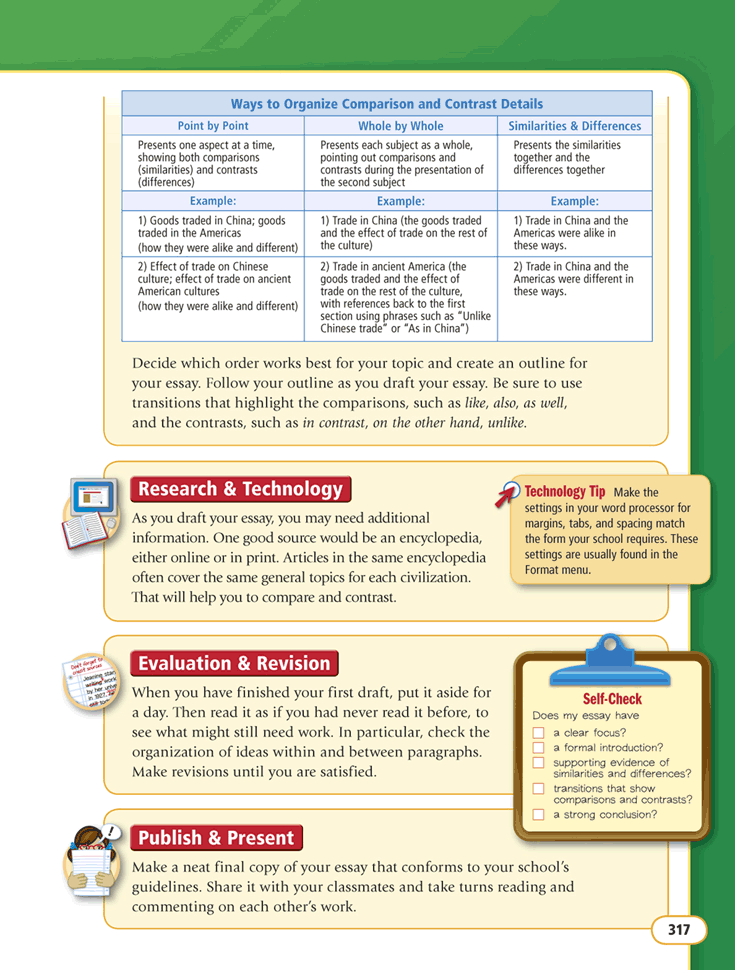 Ways to Organize Comparison and Contrast Details
Point by Point
Whole by Whole
Similarities & Differences
Presents one aspect at a time,
showing both comparisons
(similarities) and contrasts
(differences)
Presents each subject as a whole,
pointing out comparisons and
contrasts during the presentation of
the second subject
Presents the similarities
together and the
differences together
Example:
Example:
Example:
1) Goods traded in China; goods
traded in the Americas
(how they were alike and different)
1) Trade in China (the goods traded
and the effect of trade on the rest of
the culture)
1) Trade in China and the
Americas were alike in
these ways.
2) Effect of trade on Chinese
culture; effect of trade on ancient
American cultures
(how they were alike and different)
2) Trade in ancient America (the
goods traded and the effect of
trade on the rest of the culture,
with references back to the first
section using phrases such as “Unlike
Chinese trade” or “As in China”)
2) Trade in China and the
Americas were different in
these ways.
Decide which order works best for your topic and create an outline for
your essay. Follow your outline as you draft your essay. Be sure to use
transitions that highlight the comparisons, such as like, also, as well,
and the contrasts, such as in contrast, on the other hand, unlike.
Research & Technology
As you draft your essay, you may need additional
information. One good source would be an encyclopedia,
either online or in print. Articles in the same encyclopedia
often cover the same general topics for each civilization.
That will help you to compare and contrast.
Technology Tip Make the
settings in your word processor for
margins, tabs, and spacing match
the form your school requires. These
settings are usually found in the
Format menu.
Don't forget to
sources
Jeaning
writing work
by her
in 1927.
Evaluation & Revision
When you have finished your first draft, put it aside for
a day. Then read it as if you had never read it before, to
see what might still need work. In particular, check the
organization of ideas within and between paragraphs.
Make revisions until you are satisfied.
Self-Check
Does my essay have
a clear focus?
a formal introduction?
supporting evidence of
similarities and differences?
transitions that show
comparisons and contrasts?
a strong conclusion?
!
Publish & Present
Make a neat final copy of your essay that conforms to your school’s
guidelines. Share it with your classmates and take turns reading and
commenting on each other’s work.
317